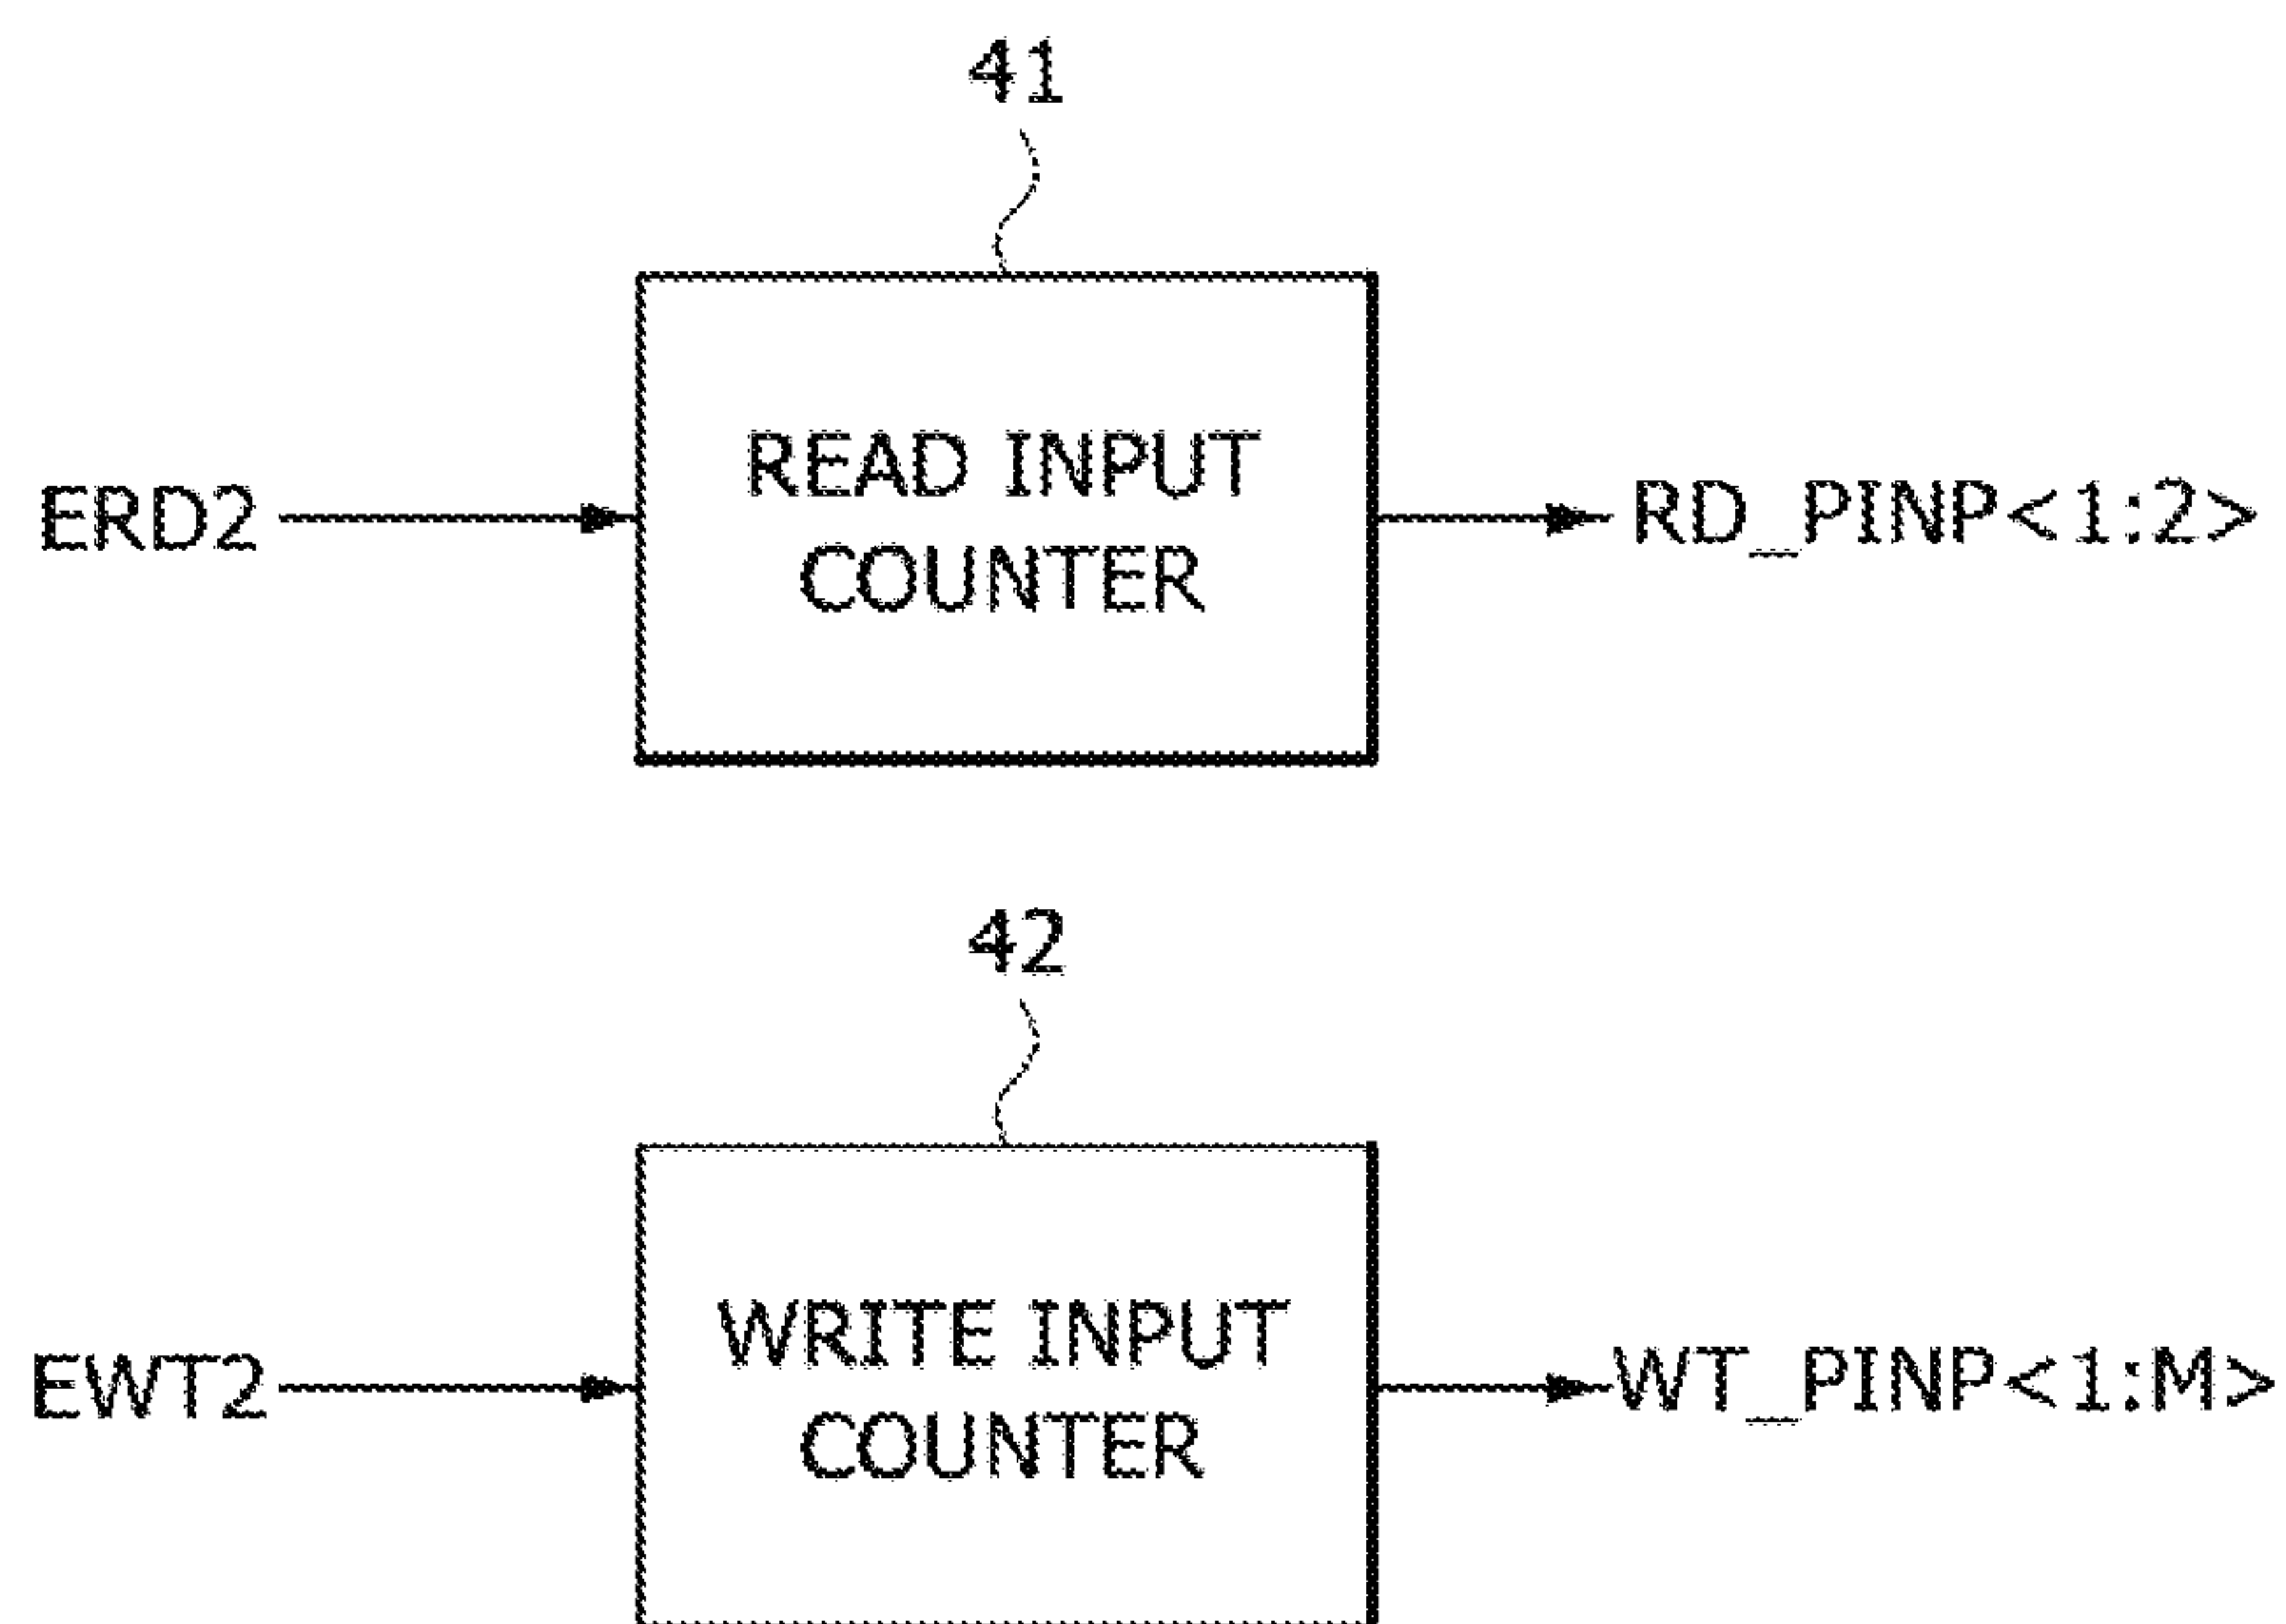 41
READ INPUT
COUNTER
ERD2
RD_PINP<1:2>
42
WRITE INPUT
COUNTER
EWT2
WT_PINP<1:M>